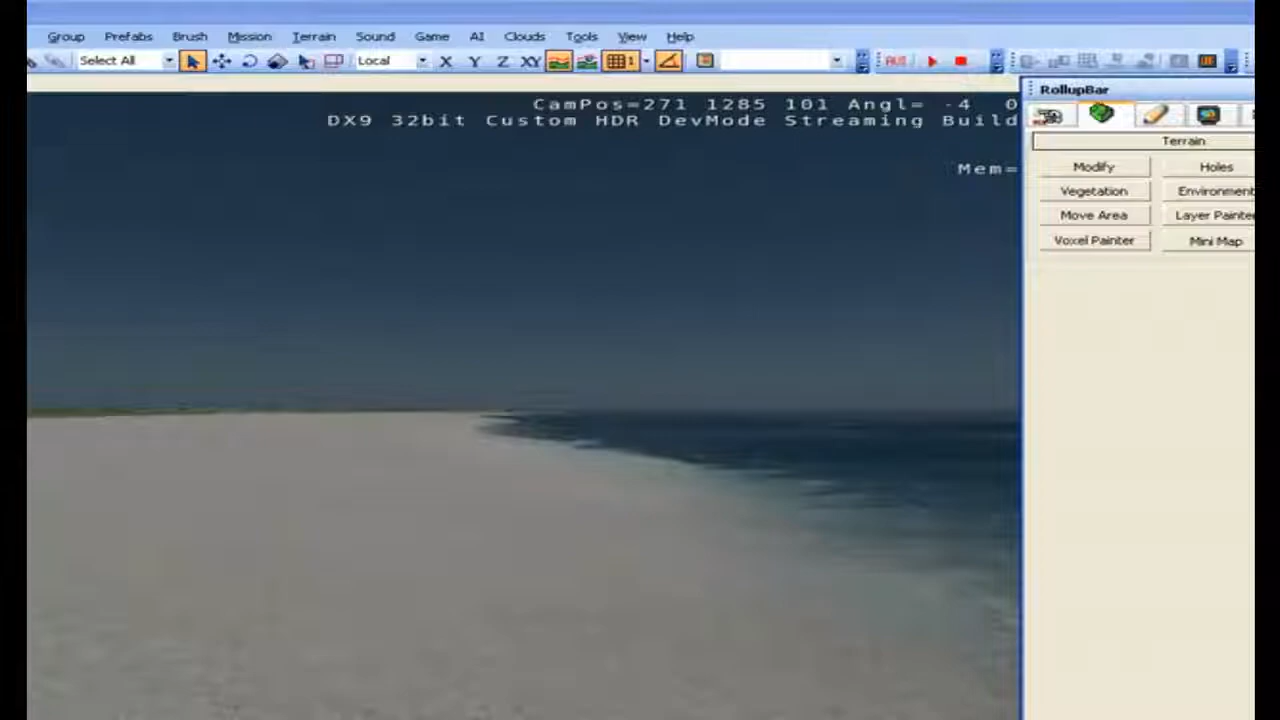 Group Prefabs Brush Mission Terrain Sound Game AI Clouds Tools View Help
Select All Local X Y Z XY 1
RollupBar
CamPos=271 1285 101 Angl= -4 0
DX9 32bit Custom HDR DevMode Streaming Build
Mem=
Terrain
Modify Holes
Vegetation Environment
Move Area Layer Painter
Voxel Painter Mini Map